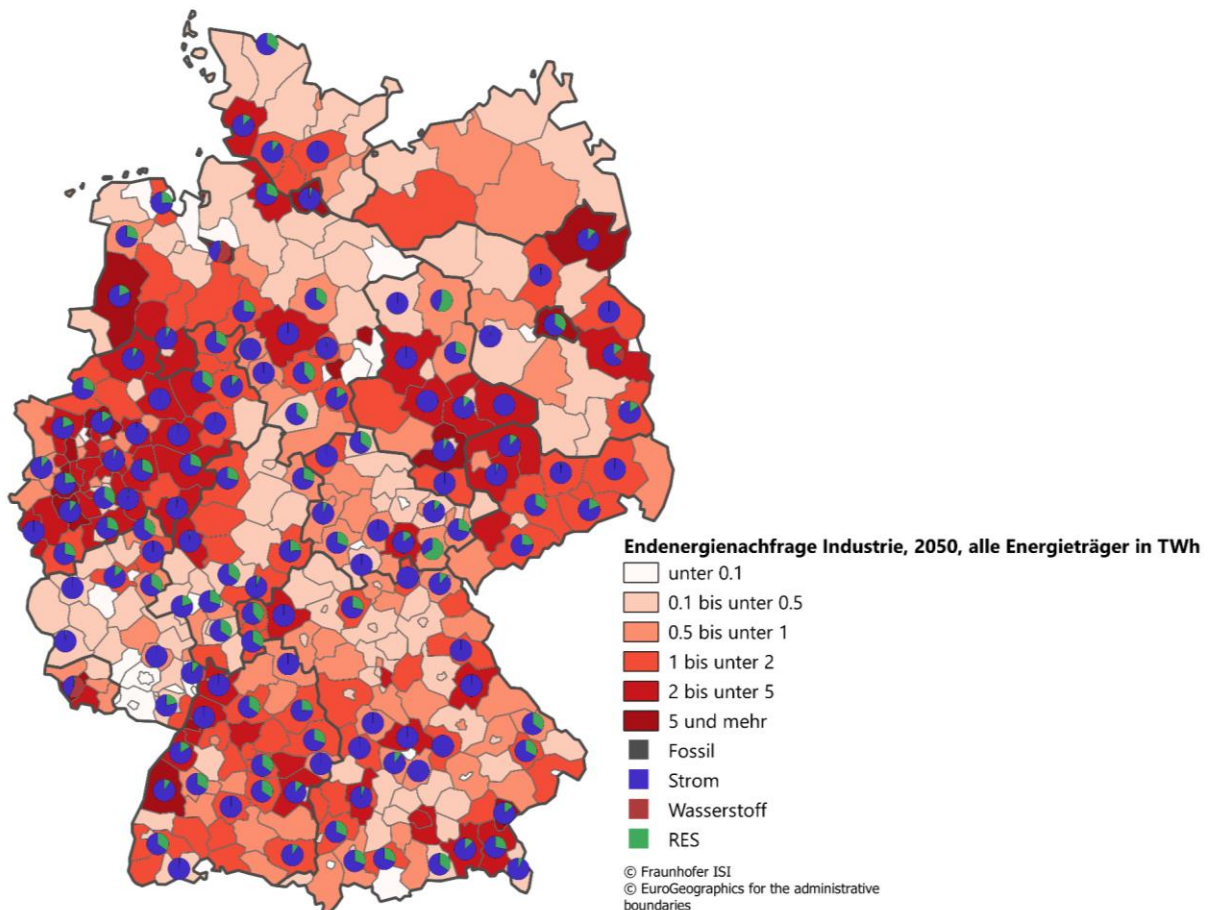 Endenergienachfrage Industrie, 2050, alle Energieträger in TWh
unter 0.1
0.1 bis unter 0.5
0.5 bis unter 1
1 bis unter 2
2 bis unter 5
5 und mehr
Fossil
Strom
Wasserstoff
RES
© Fraunhofer ISI
© EuroGeographics for the administrative
boundaries